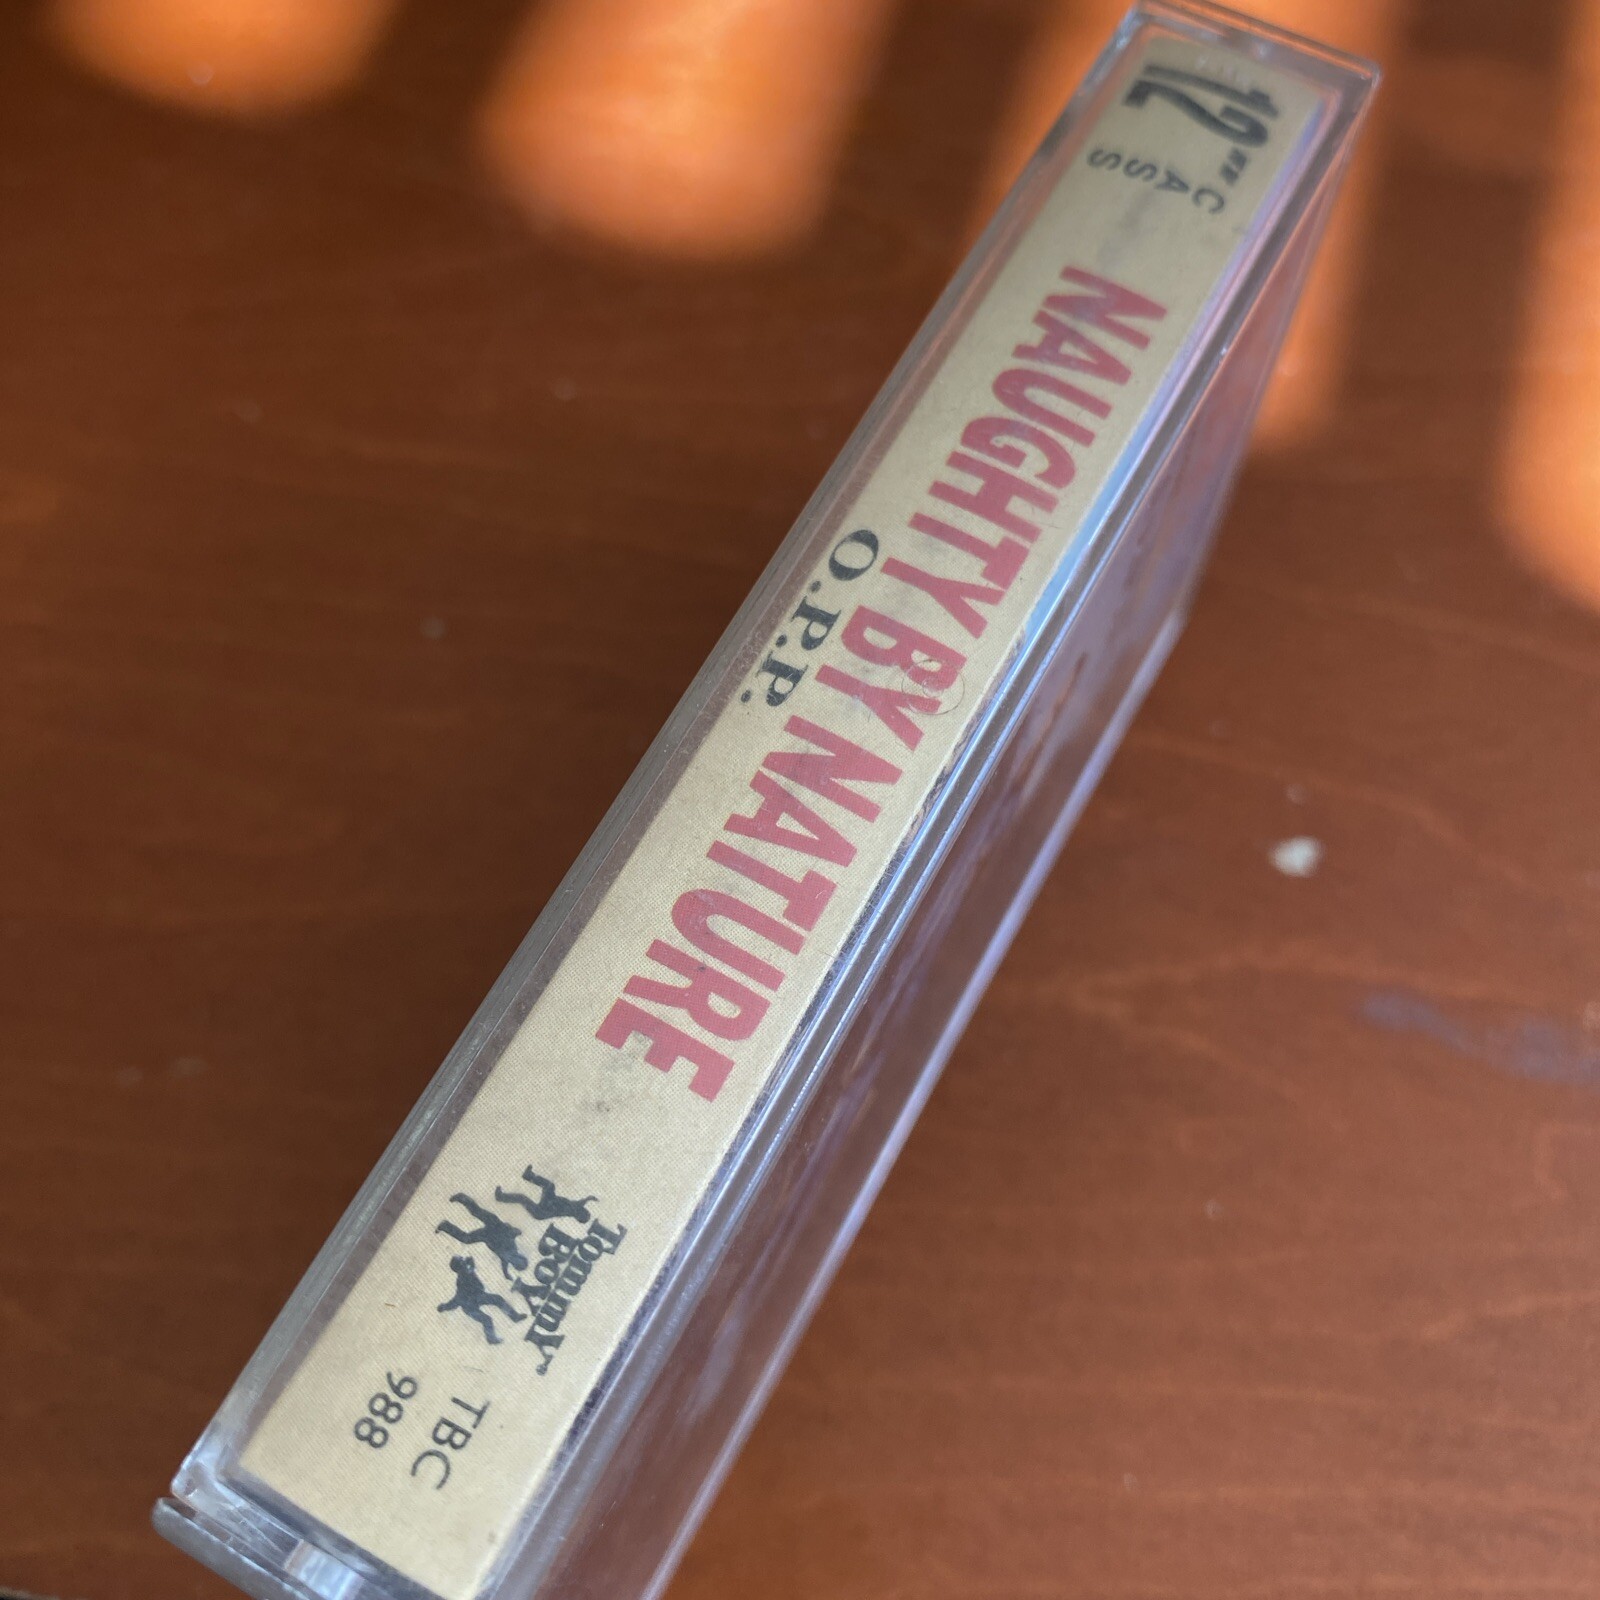 12"
CASS
NAUGHTY BY NATURE
O.P.P.
Tommy
Boy
TBC
988